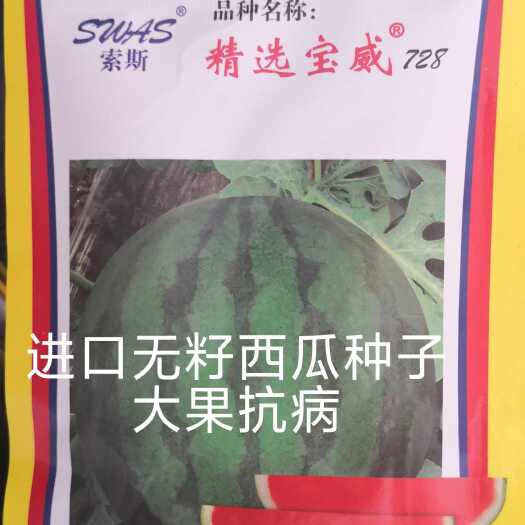 SWAS®
索斯
品种名称:
精选宝威® 728
进口无籽西瓜种子
大果抗病